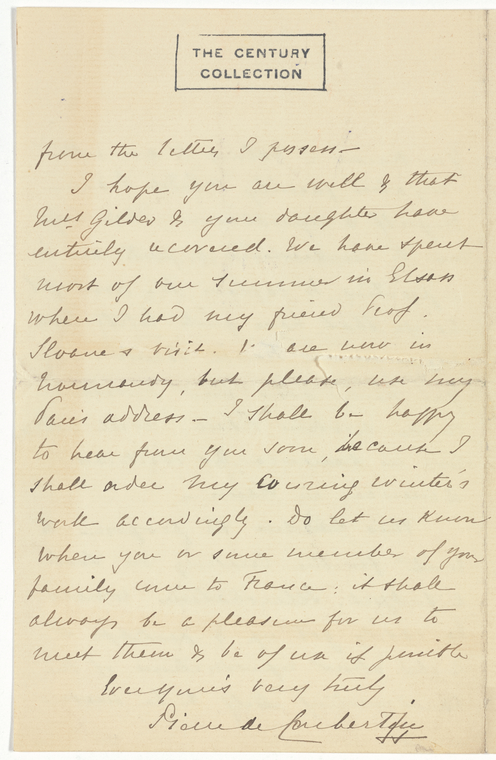 THE CENTURY
COLLECTION
from the letters I possess —
I hope you are well & that
Mrs Gilder & your daughter have
entirely recovered. We have spent
most of our summer in Elsass
where I had my friend Prof.
Sloane's visit. are now in
Normandy, but please, use my
Paris address — I shall be happy
to hear from you soon, because I
shall order my coming winter's
work accordingly. Do let us know
when you or some member of your
family come to France: it shall
always be a pleasure for us to
meet them & be of use if possible
Ever yours very truly
Pierre de Coubertin